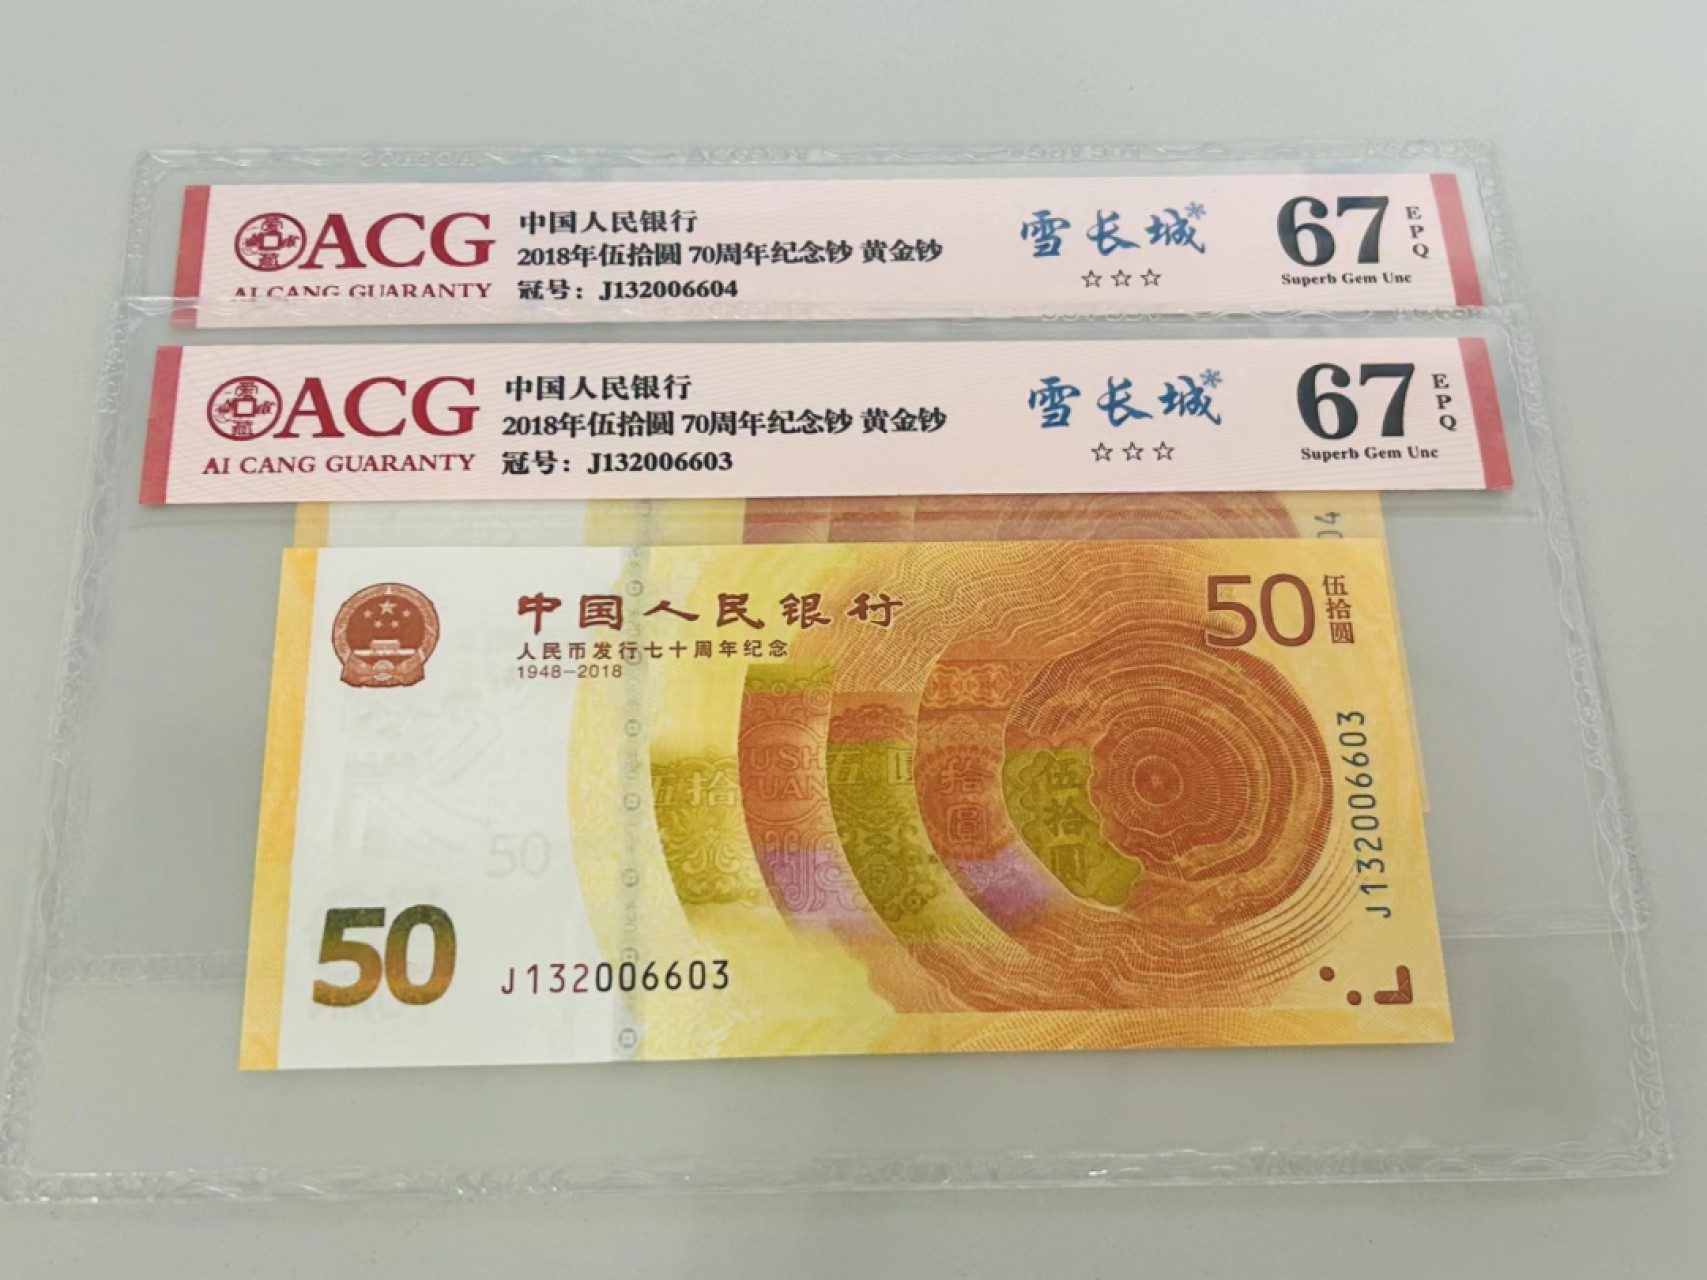 ACG
AI CANG GUARANTY
中国人民银行
2018年伍拾圆 70周年纪念钞 黄金钞
冠号：J132006604
雪长城*
☆☆☆
67
EPQ
Superb Gem Unc
ACG
AI CANG GUARANTY
中国人民银行
2018年伍拾圆 70周年纪念钞 黄金钞
冠号：J132006603
雪长城*
☆☆☆
67
EPQ
Superb Gem Unc
04
中国人民银行
人民币发行七十周年纪念
1948-2018
50
伍拾圆
伍拾
五
拾圆
伍拾圆
J132006603
50
50
J132006603